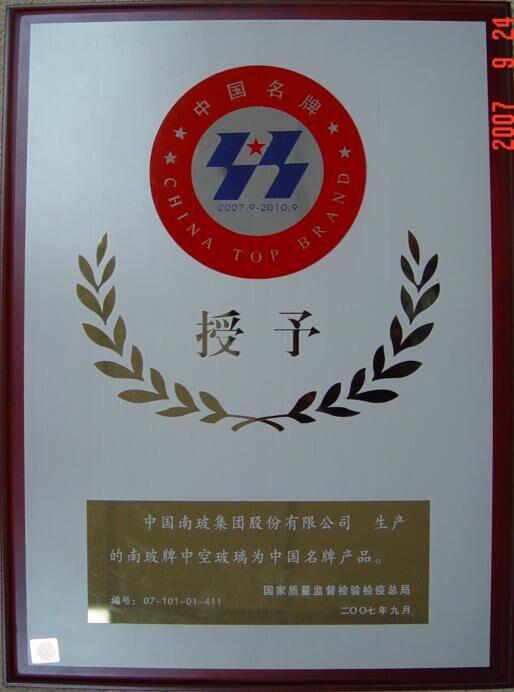 2007 9 24
中国名牌
2007.9-2010.9
CHINA TOP BRAND
授予
中国南玻集团股份有限公司 生产
的南玻牌中空玻璃为中国名牌产品。
国家质量监督检验检疫总局
编号：07-101-01-411
二〇〇七年九月